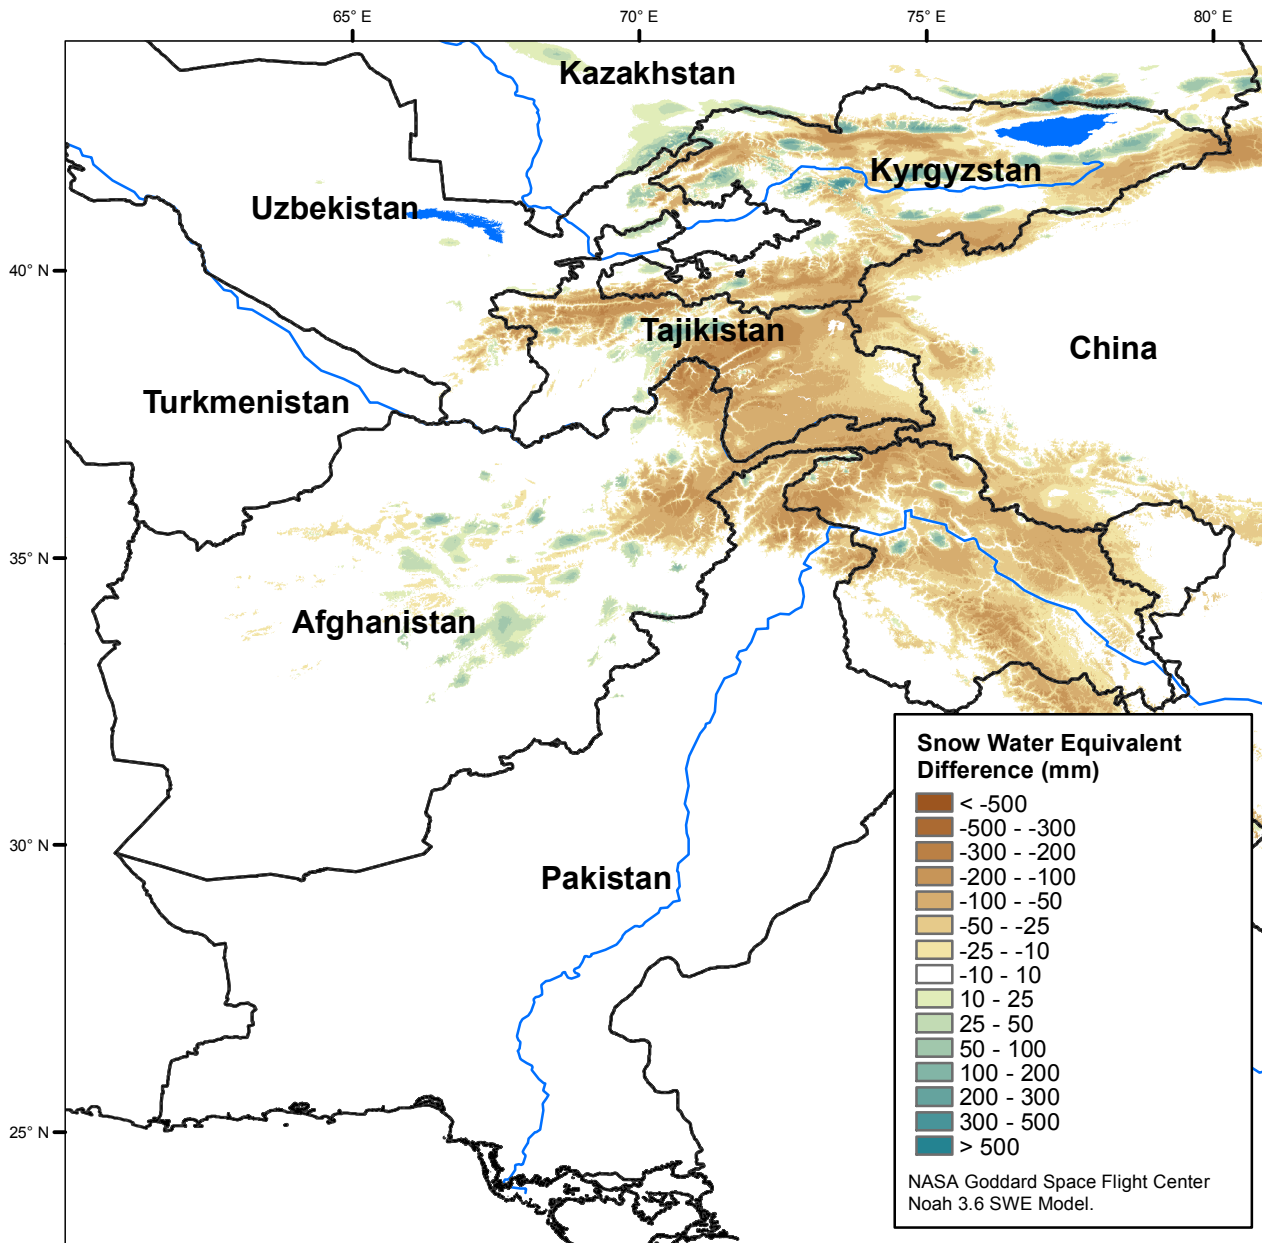 65° E
70° E
75° E
80° E
Kazakhstan
Kyrgyzstan
Uzbekistan
40° N
Tajikistan
China
Turkmenistan
35° N
Afghanistan
Snow Water Equivalent
Difference (mm)
< -500
-500 - -300
-300 - -200
-200 - -100
-100 - -50
-50 - -25
-25 - -10
-10 - 10
10 - 25
25 - 50
50 - 100
100 - 200
200 - 300
300 - 500
> 500
NASA Goddard Space Flight Center
Noah 3.6 SWE Model.
30° N
Pakistan
25° N